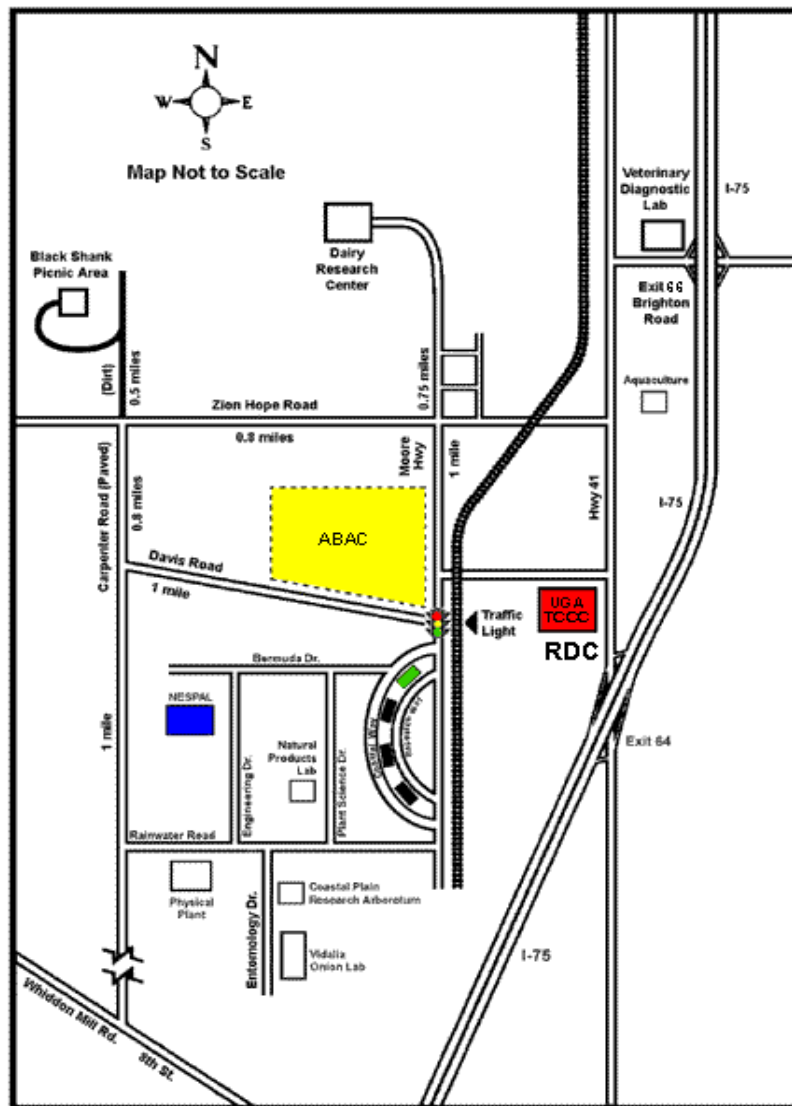 N
W
E
S
Map Not to Scale
Veterinary
Diagnostic
Lab
I-75
Black Shank
Picnic Area
Dairy
Research
Center
Exit 66
Brighton
Road
(Dirt)
0.5 miles
0.75 miles
Aquaculture
Zion Hope Road
0.8 miles
Moore
Hwy
1 mile
Hwy 41
I-75
Carpenter Road (Paved)
0.8 miles
ABAC
Davis Road
1 mile
Traffic
Light
UGA
TCCC
RDC
Bermuda Dr.
NESPAL
1 mile
Engineering Dr.
Natural
Products
Lab
Plant Science Dr.
Coastal Way
Exit 64
Rainwater Road
Physical
Plant
Entomology Dr.
Coastal Plain
Research Arboretum
Vidalia
Onion Lab
I-75
Whiddon Mill Rd.
8th St.